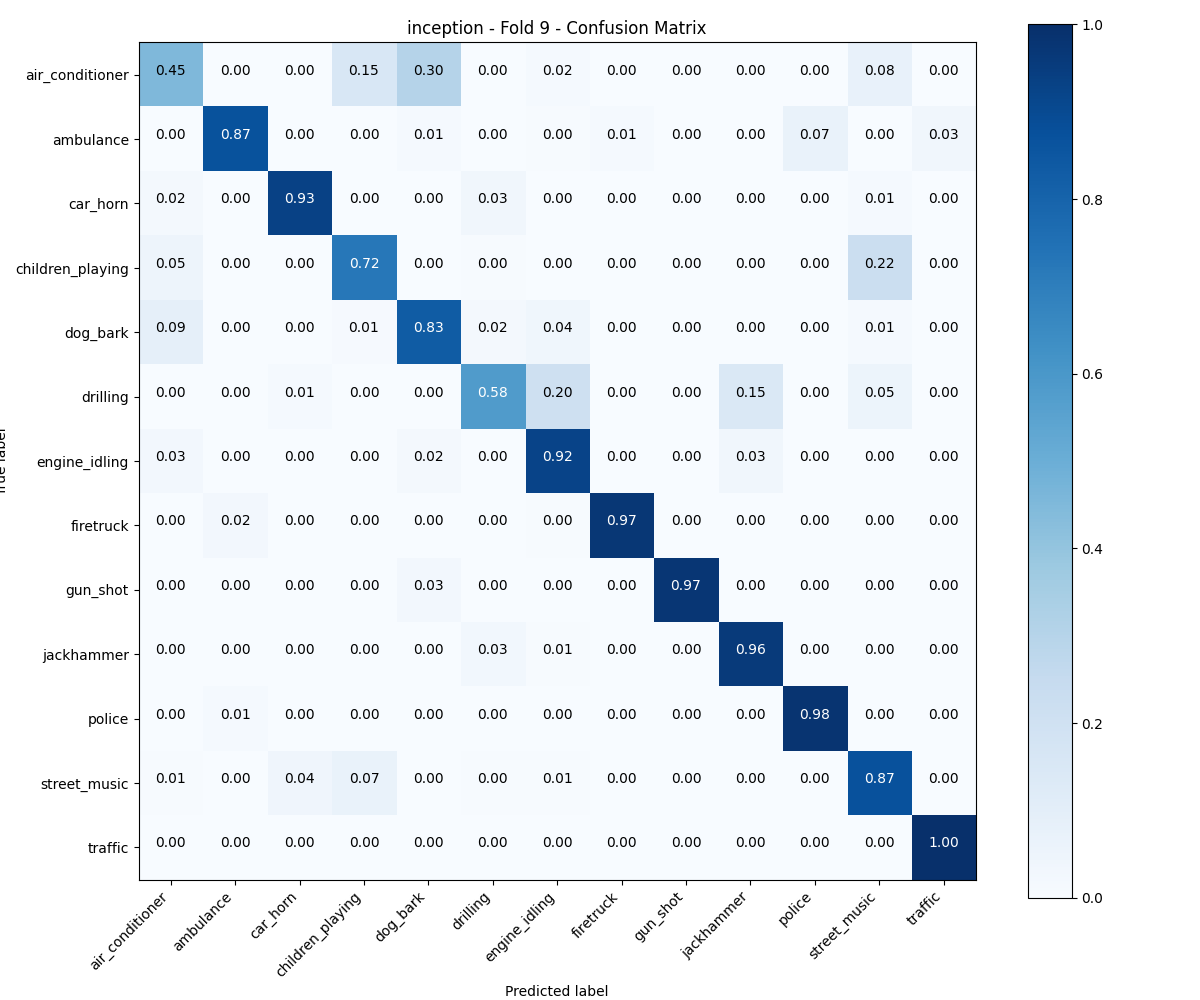 inception - Fold 9 - Confusion Matrix
1.0
air_conditioner 0.45 0.00 0.00 0.15 0.30 0.00 0.02 0.00 0.00 0.00 0.00 0.08 0.00
ambulance 0.00 0.87 0.00 0.00 0.01 0.00 0.00 0.01 0.00 0.00 0.07 0.00 0.03
0.8
car_horn 0.02 0.00 0.93 0.00 0.00 0.03 0.00 0.00 0.00 0.00 0.00 0.01 0.00
children_playing 0.05 0.00 0.00 0.72 0.00 0.00 0.00 0.00 0.00 0.00 0.00 0.22 0.00
dog_bark 0.09 0.00 0.00 0.01 0.83 0.02 0.04 0.00 0.00 0.00 0.00 0.01 0.00
0.6
drilling 0.00 0.00 0.01 0.00 0.00 0.58 0.20 0.00 0.00 0.15 0.00 0.05 0.00
engine_idling 0.03 0.00 0.00 0.00 0.02 0.00 0.92 0.00 0.00 0.03 0.00 0.00 0.00
firetruck 0.00 0.02 0.00 0.00 0.00 0.00 0.00 0.97 0.00 0.00 0.00 0.00 0.00
0.4
gun_shot 0.00 0.00 0.00 0.00 0.03 0.00 0.00 0.00 0.97 0.00 0.00 0.00 0.00
jackhammer 0.00 0.00 0.00 0.00 0.00 0.03 0.01 0.00 0.00 0.96 0.00 0.00 0.00
police 0.00 0.01 0.00 0.00 0.00 0.00 0.00 0.00 0.00 0.00 0.98 0.00 0.00
0.2
street_music 0.01 0.00 0.04 0.07 0.00 0.00 0.01 0.00 0.00 0.00 0.00 0.87 0.00
traffic 0.00 0.00 0.00 0.00 0.00 0.00 0.00 0.00 0.00 0.00 0.00 0.00 1.00
0.0
air_conditioner ambulance car_horn children_playing dog_bark drilling engine_idling firetruck gun_shot jackhammer police street_music traffic
Predicted label